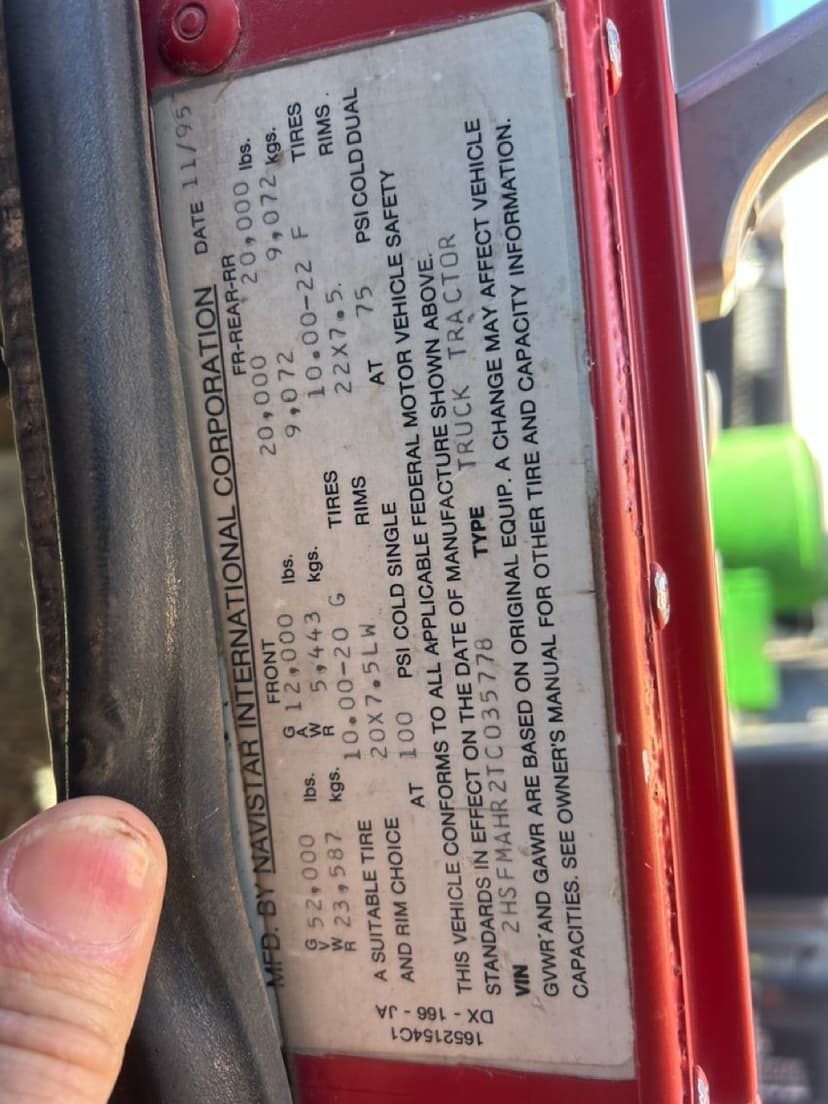 MFD. BY NAVISTAR INTERNATIONAL CORPORATION DATE 11/95
FRONT FR-REAR-RR
GVWR 52,000 lbs. GAWR 12,000 lbs. 20,000 20,000 lbs.
23,587 kgs. 5,443 kgs. 9,072 9,072 kgs.
A SUITABLE TIRE 10.00-20 G TIRES 10.00-22 F TIRES
AND RIM CHOICE 20X7.5LW RIMS 22X7.5. RIMS.
AT 100 PSI COLD SINGLE AT 75 PSI COLD DUAL
THIS VEHICLE CONFORMS TO ALL APPLICABLE FEDERAL MOTOR VEHICLE SAFETY
STANDARDS IN EFFECT ON THE DATE OF MANUFACTURE SHOWN ABOVE.
VIN 2HSFMAHR2TC035778 TYPE TRUCK TRACTOR
GVWR AND GAWR ARE BASED ON ORIGINAL EQUIP. A CHANGE MAY AFFECT VEHICLE
CAPACITIES. SEE OWNER'S MANUAL FOR OTHER TIRE AND CAPACITY INFORMATION.
DX - 166 - JA
1652154C1